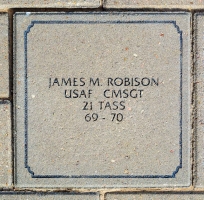 JAMES M. ROBISON
USAF CMSGT
21 TASS
69 - 70